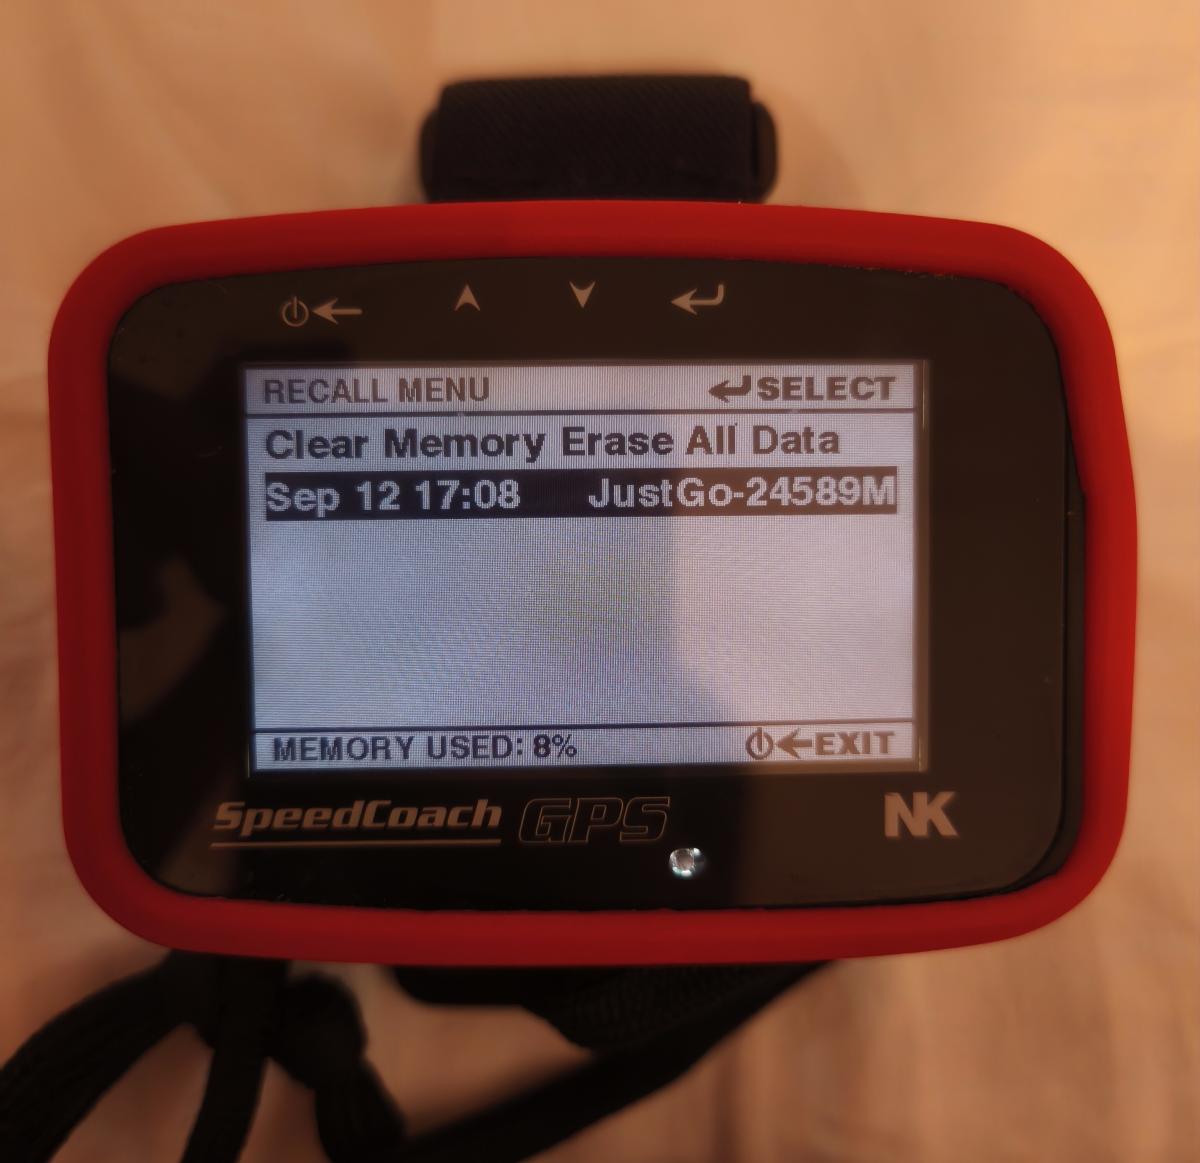 RECALL MENU SELECT
Clear Memory Erase All Data
Sep 12 17:08 JustGo-24589M
MEMORY USED: 8% EXIT
SpeedCoach GPS NK